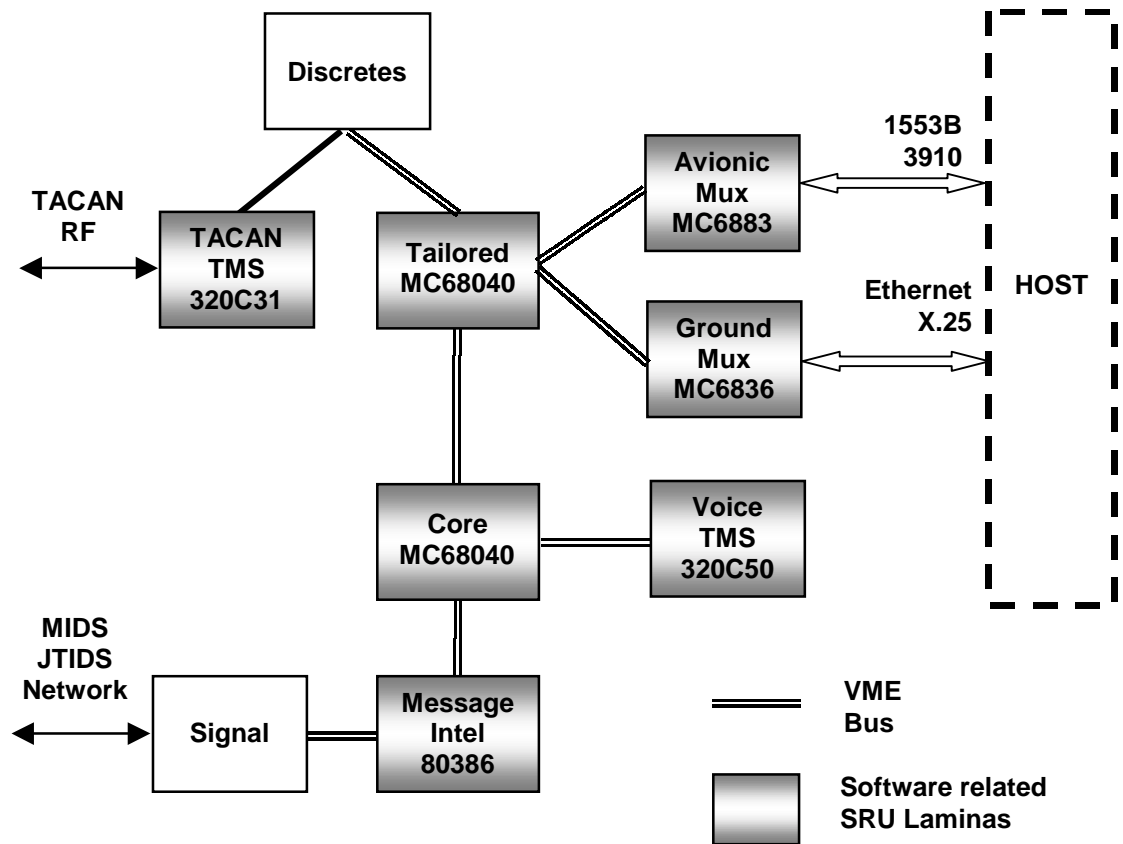 Discretes
1553B
3910
Avionic
Mux
MC6883
TACAN
RF
TACAN
TMS
320C31
Tailored
MC68040
Ethernet
X.25
HOST
Ground
Mux
MC6836
Core
MC68040
Voice
TMS
320C50
MIDS
JTIDS
Network
Signal
Message
Intel
80386
VME
Bus
Software related
SRU Laminas